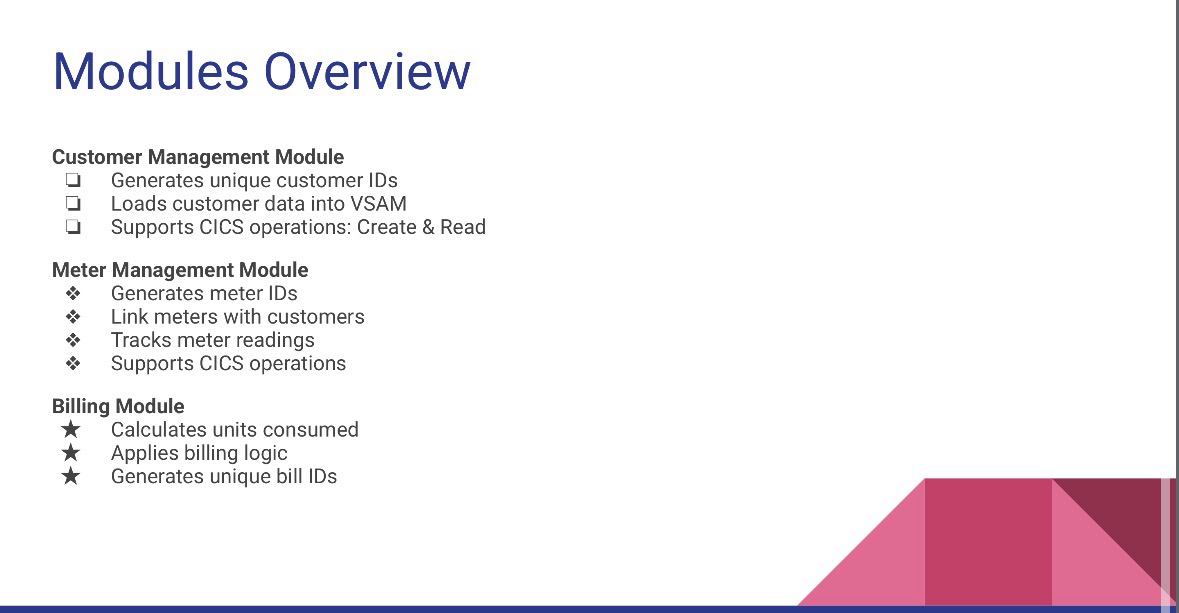 Modules Overview
Customer Management Module
❏ Generates unique customer IDs
❏ Loads customer data into VSAM
❏ Supports CICS operations: Create & Read
Meter Management Module
❖ Generates meter IDs
❖ Link meters with customers
❖ Tracks meter readings
❖ Supports CICS operations
Billing Module
★ Calculates units consumed
★ Applies billing logic
★ Generates unique bill IDs